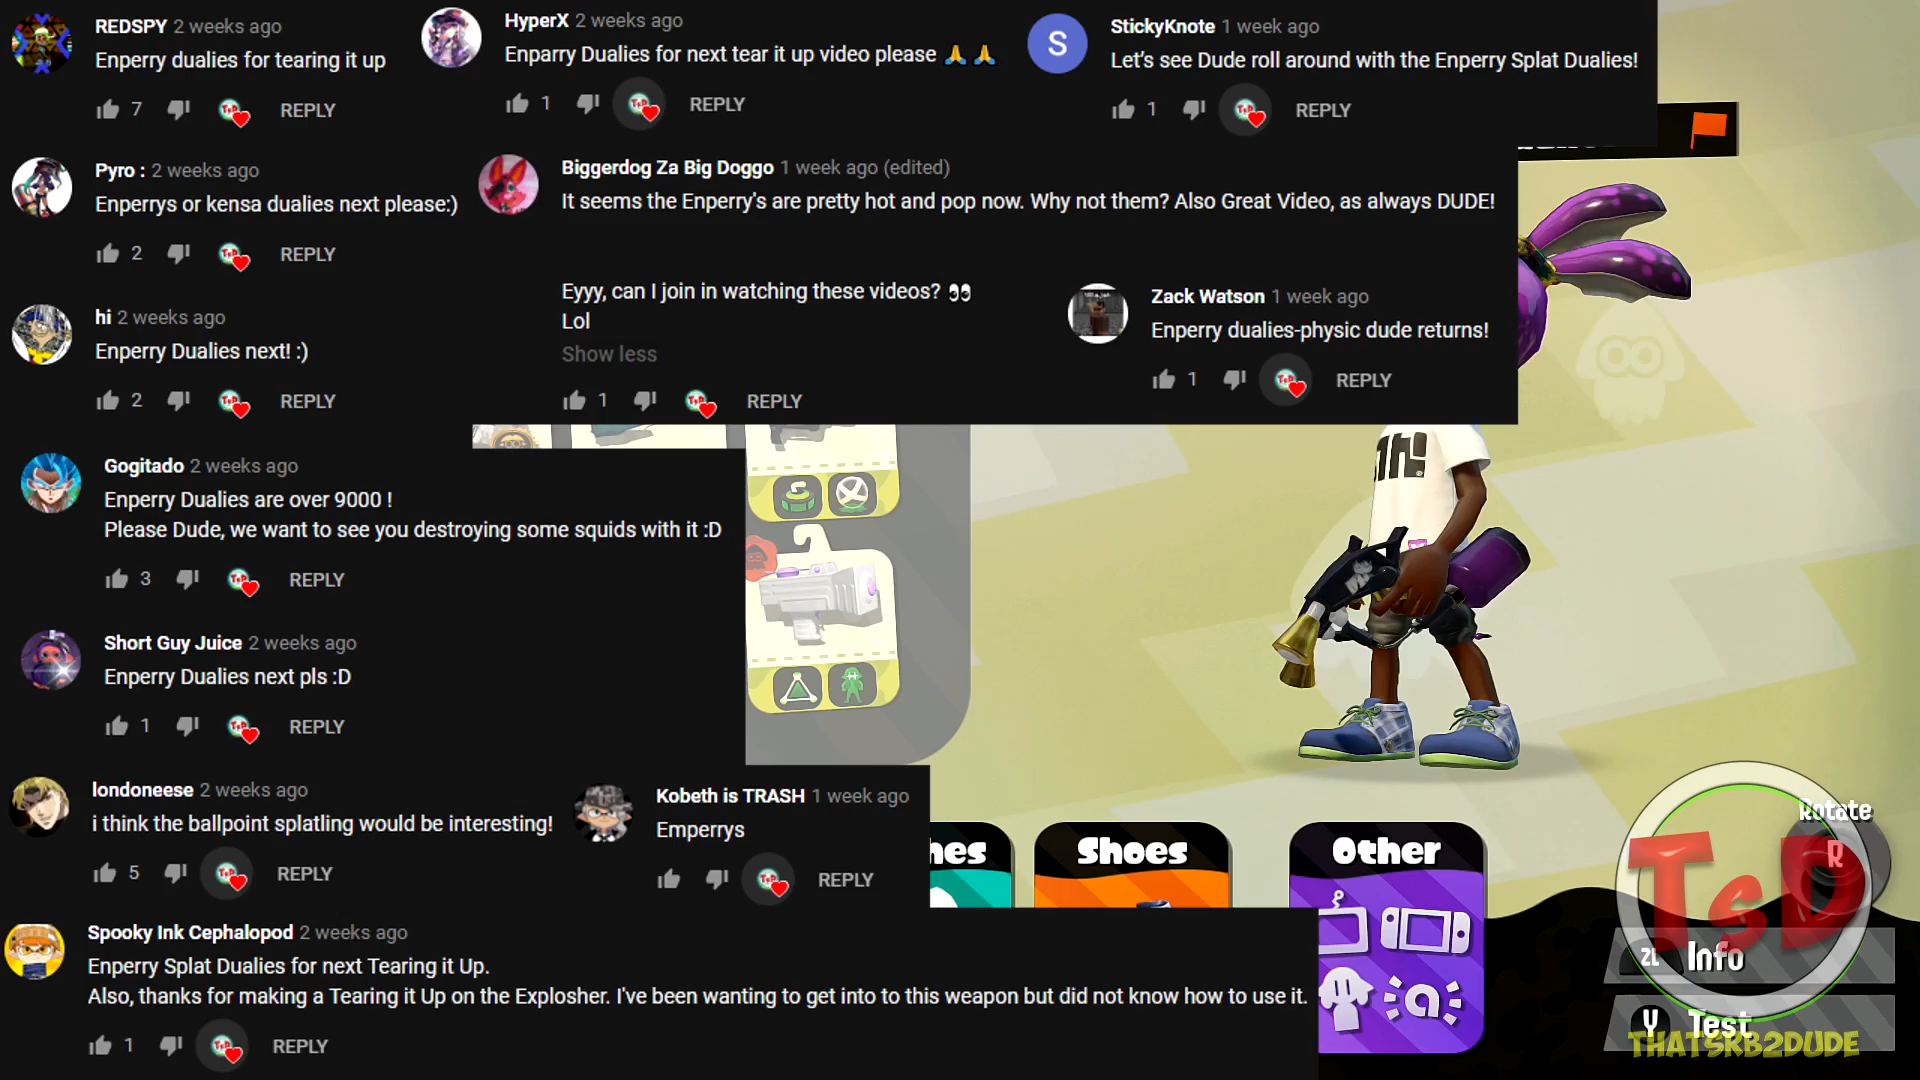 REDSPY 2 weeks ago
Enperry dualies for tearing it up
7 REPLY
HyperX 2 weeks ago
Enparry Dualies for next tear it up video please 🙏 🙏
1 REPLY
S
StickyKnote 1 week ago
Let's see Dude roll around with the Enperry Splat Dualies!
1 REPLY
Pyro : 2 weeks ago
Enperrys or kensa dualies next please:)
2 REPLY
Biggerdog Za Big Doggo 1 week ago (edited)
It seems the Enperry's are pretty hot and pop now. Why not them? Also Great Video, as always DUDE!
Eyyy, can I join in watching these videos? 👀
Lol
Show less
1 REPLY
Zack Watson 1 week ago
Enperry dualies-physic dude returns!
1 REPLY
hi 2 weeks ago
Enperry Dualies next! :)
2 REPLY
Gogitado 2 weeks ago
Enperry Dualies are over 9000 !
Please Dude, we want to see you destroying some squids with it :D
3 REPLY
Short Guy Juice 2 weeks ago
Enperry Dualies next pls :D
1 REPLY
londoneese 2 weeks ago
i think the ballpoint splatling would be interesting!
5 REPLY
Kobeth is TRASH 1 week ago
Emperrys
REPLY
Spooky Ink Cephalopod 2 weeks ago
Enperry Splat Dualies for next Tearing it Up.
Also, thanks for making a Tearing it Up on the Explosher. I've been wanting to get into to this weapon but did not know how to use it.
1 REPLY
hes
Shoes
Other
Rotate
R
TsD
ZL Info
Y Test
THATSRB2DUDE